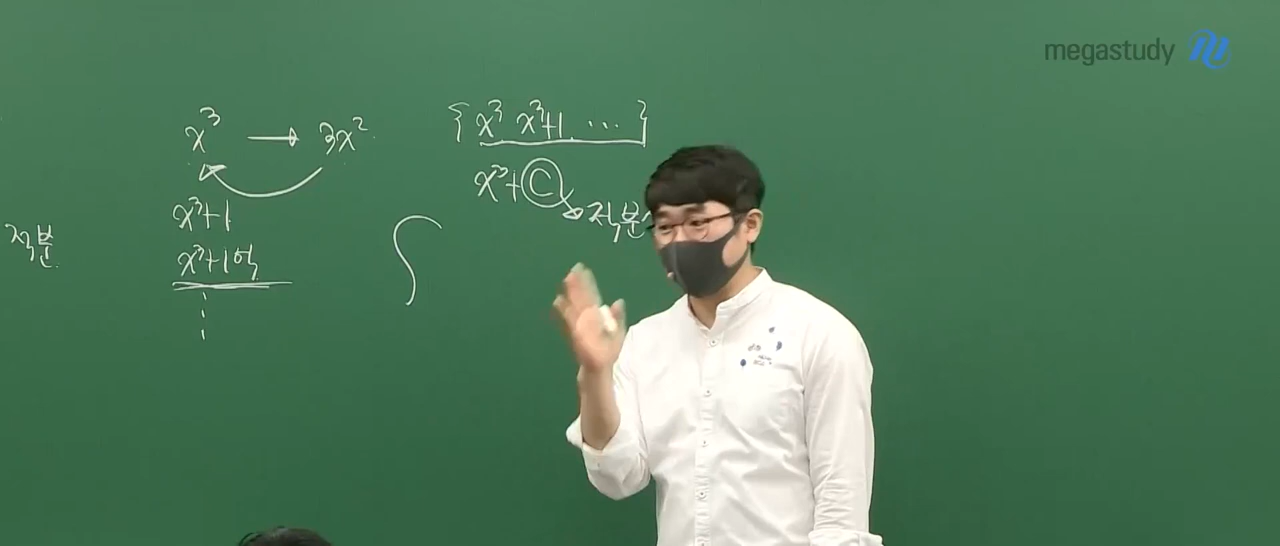 megastudy
x³ → 3x²
x³+1
x³+1억
적분
{x³ x³+1 ...}
x³+C
적분
∫